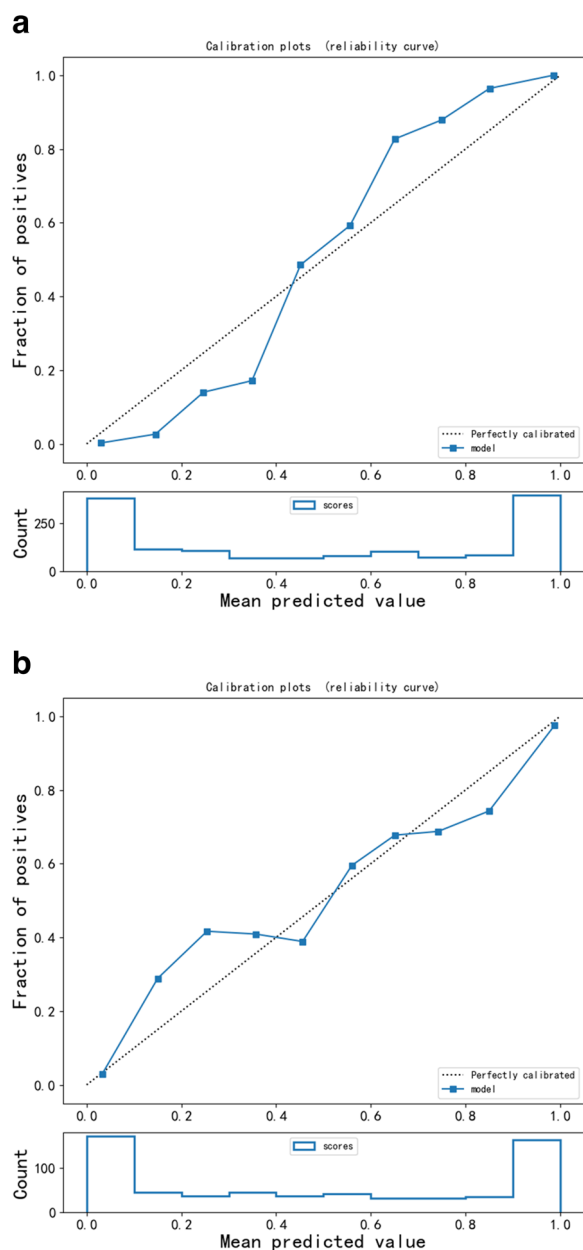 a
Calibration plots (reliability curve)
Fraction of positives
1.0
0.8
0.6
0.4
0.2
0.0
Perfectly calibrated
model
0.0 0.2 0.4 0.6 0.8 1.0
Count
250
0
scores
0.0 0.2 0.4 0.6 0.8 1.0
Mean predicted value
b
Calibration plots (reliability curve)
Fraction of positives
1.0
0.8
0.6
0.4
0.2
0.0
Perfectly calibrated
model
0.0 0.2 0.4 0.6 0.8 1.0
Count
100
0
scores
0.0 0.2 0.4 0.6 0.8 1.0
Mean predicted value